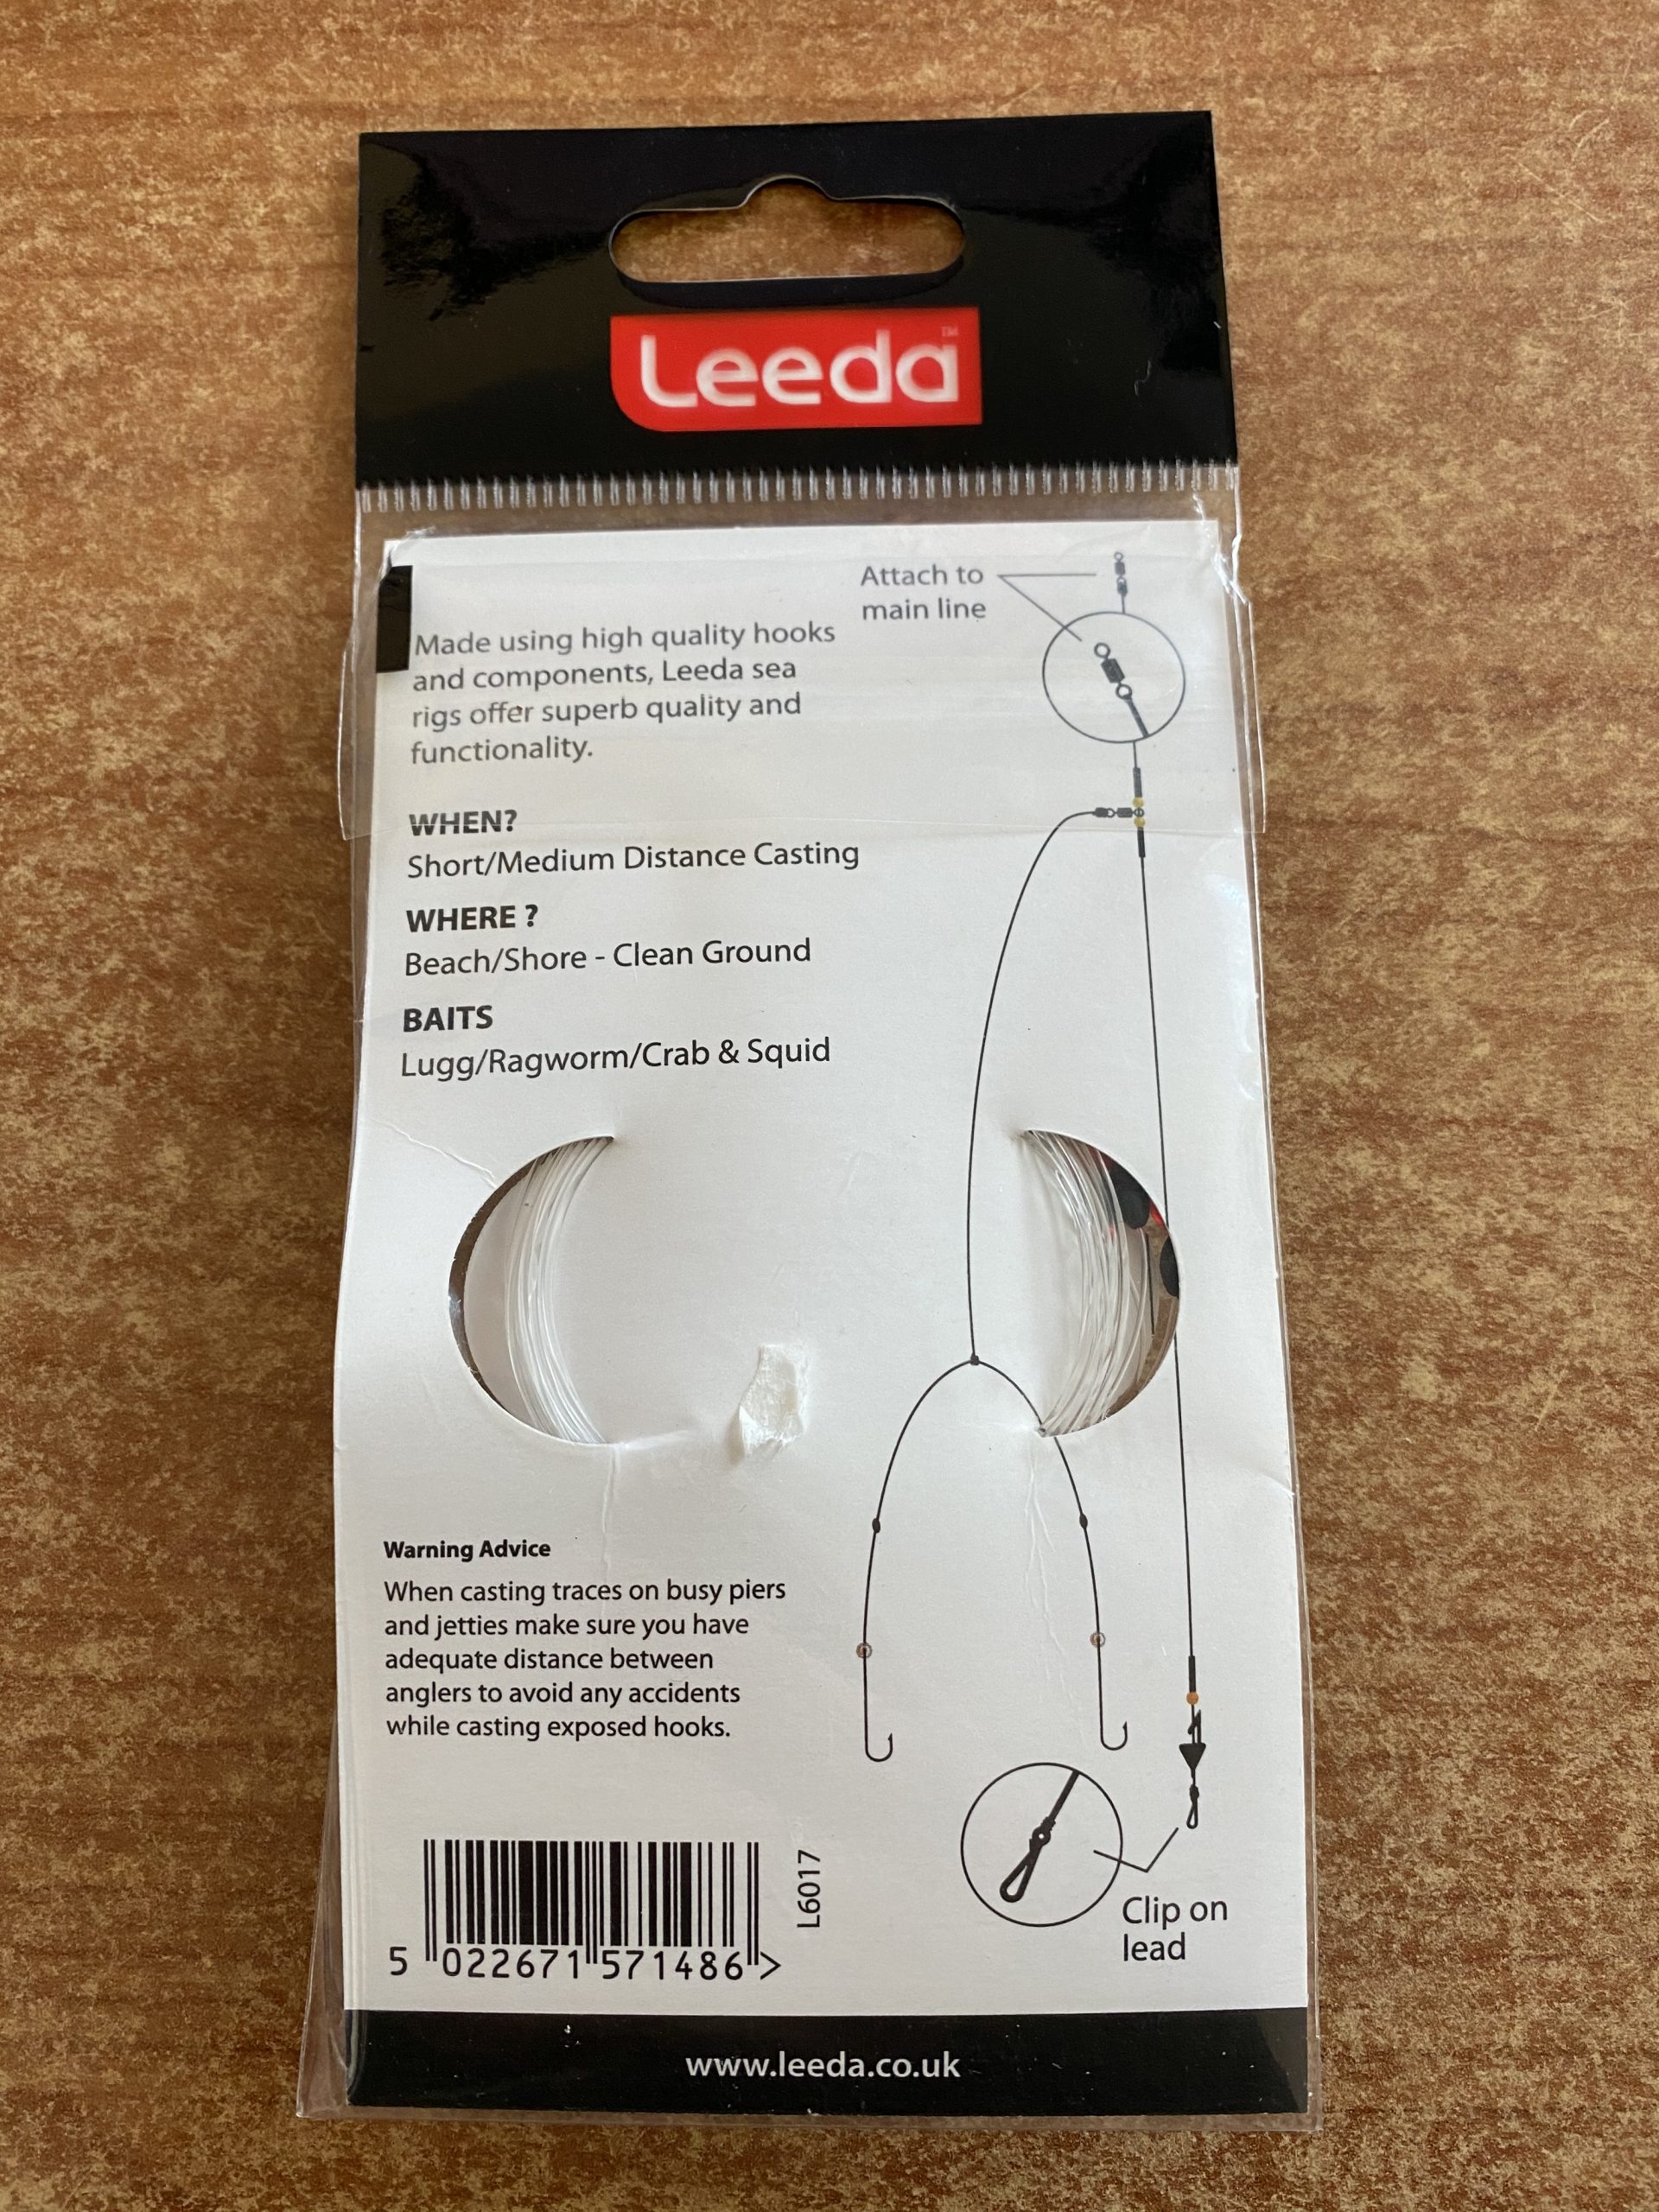 Leeda™
Attach to
main line
Made using high quality hooks
and components, Leeda sea
rigs offer superb quality and
functionality.
WHEN?
Short/Medium Distance Casting
WHERE ?
Beach/Shore - Clean Ground
BAITS
Lugg/Ragworm/Crab & Squid
Warning Advice
When casting traces on busy piers
and jetties make sure you have
adequate distance between
anglers to avoid any accidents
while casting exposed hooks.
5 022671 571486 >
L6017
Clip on
lead
www.leeda.co.uk